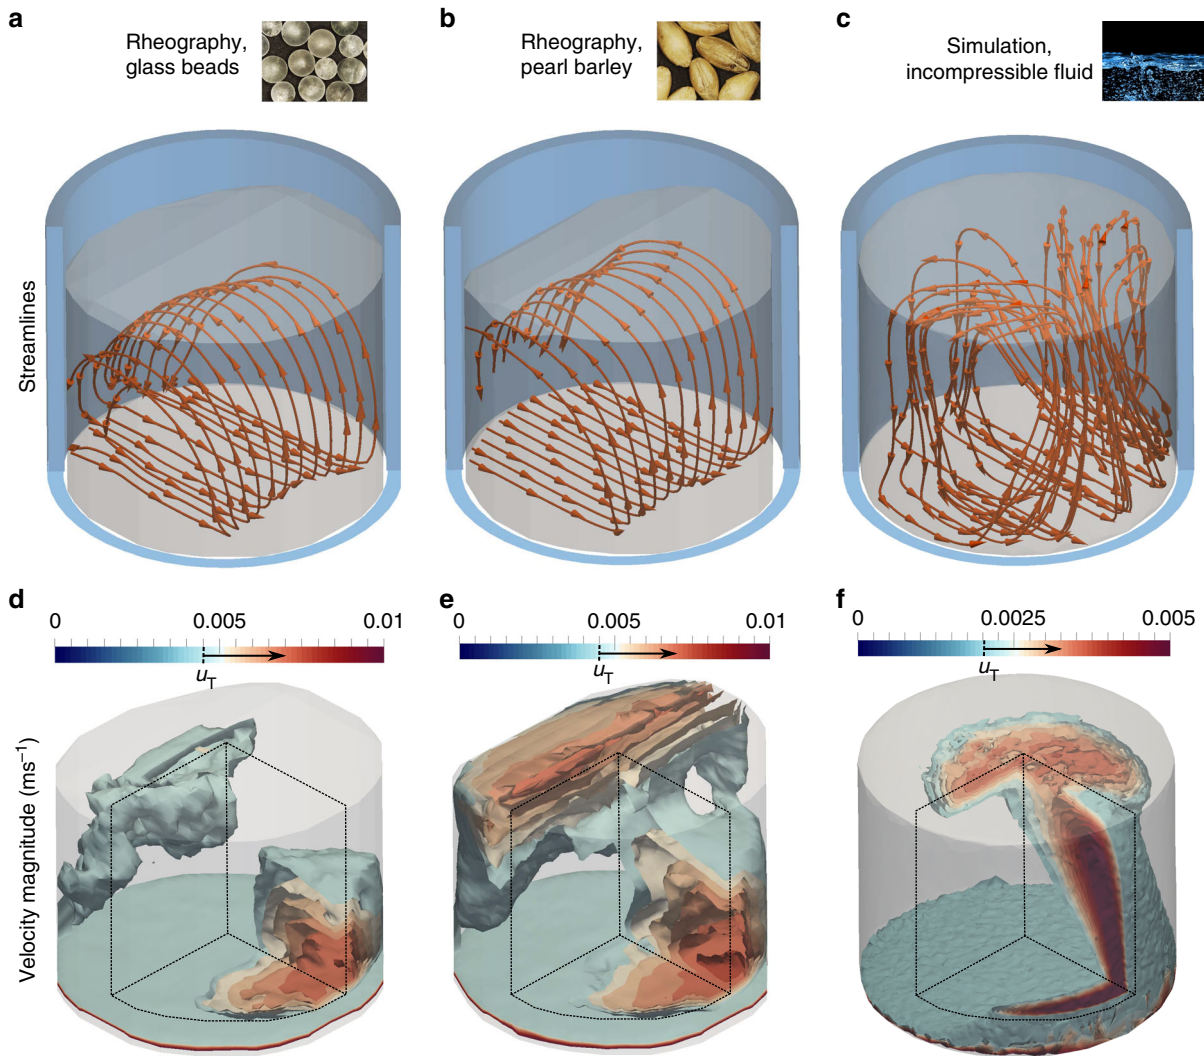 a
Rheography,
glass beads
b
Rheography,
pearl barley
c
Simulation,
incompressible fluid
Streamlines
d
0 0.005 0.01
uT
e
0 0.005 0.01
uT
f
0 0.0025 0.005
uT
Velocity magnitude (ms⁻¹)